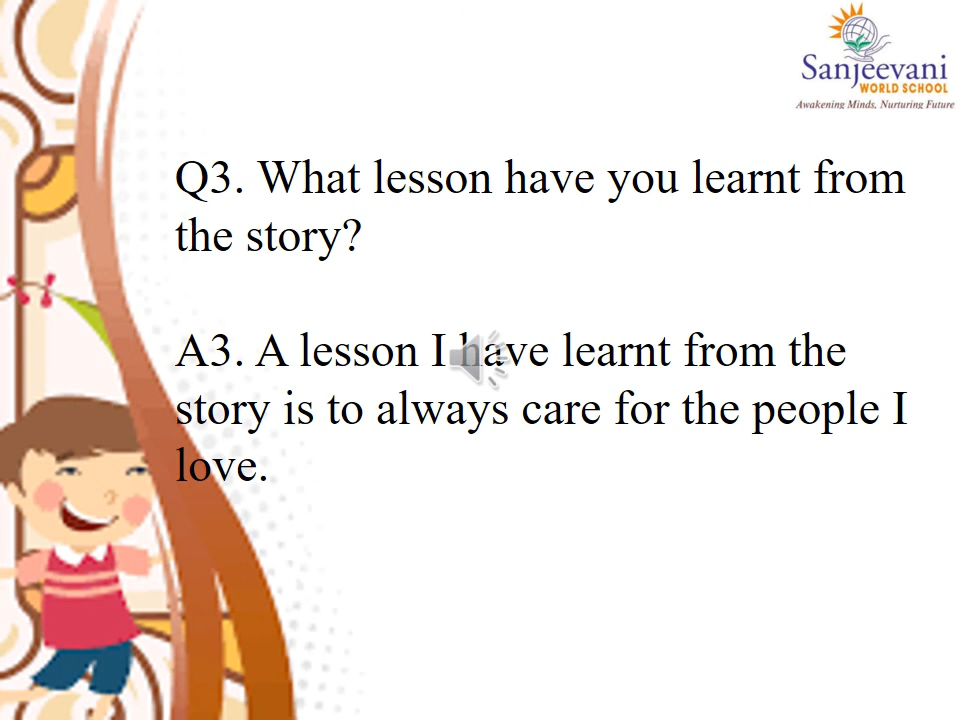 Sanjeevani
WORLD SCHOOL
Awakening Minds, Nurturing Future
Q3. What lesson have you learnt from
the story?
A3. A lesson I have learnt from the
story is to always care for the people I
love.